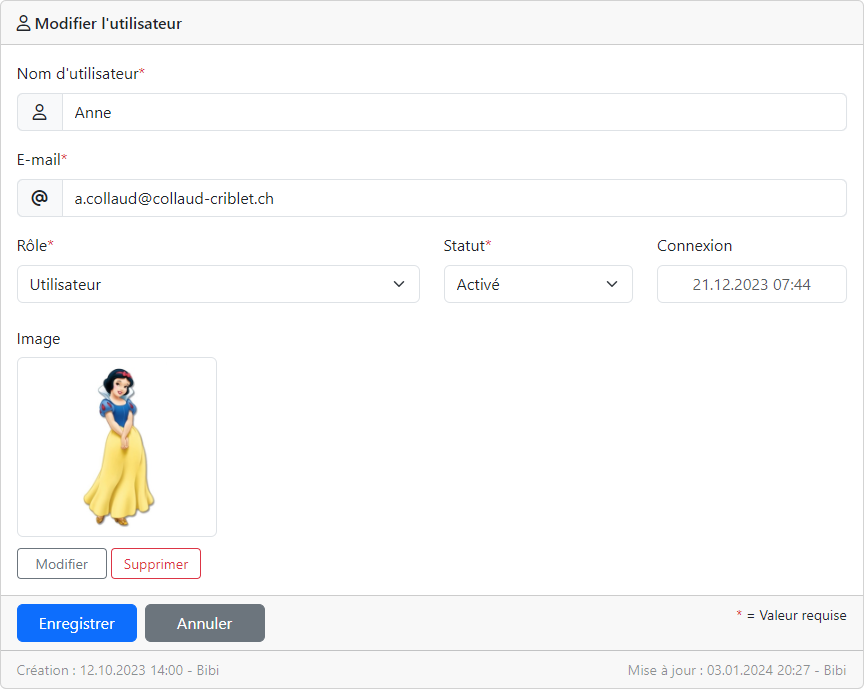 Modifier l'utilisateur
Nom d'utilisateur*
Anne
E-mail*
@ a.collaud@collaud-criblet.ch
Rôle* Statut* Connexion
Utilisateur Activé 21.12.2023 07:44
Image
Modifier Supprimer
Enregistrer Annuler * = Valeur requise
Création : 12.10.2023 14:00 - Bibi Mise à jour : 03.01.2024 20:27 - Bibi